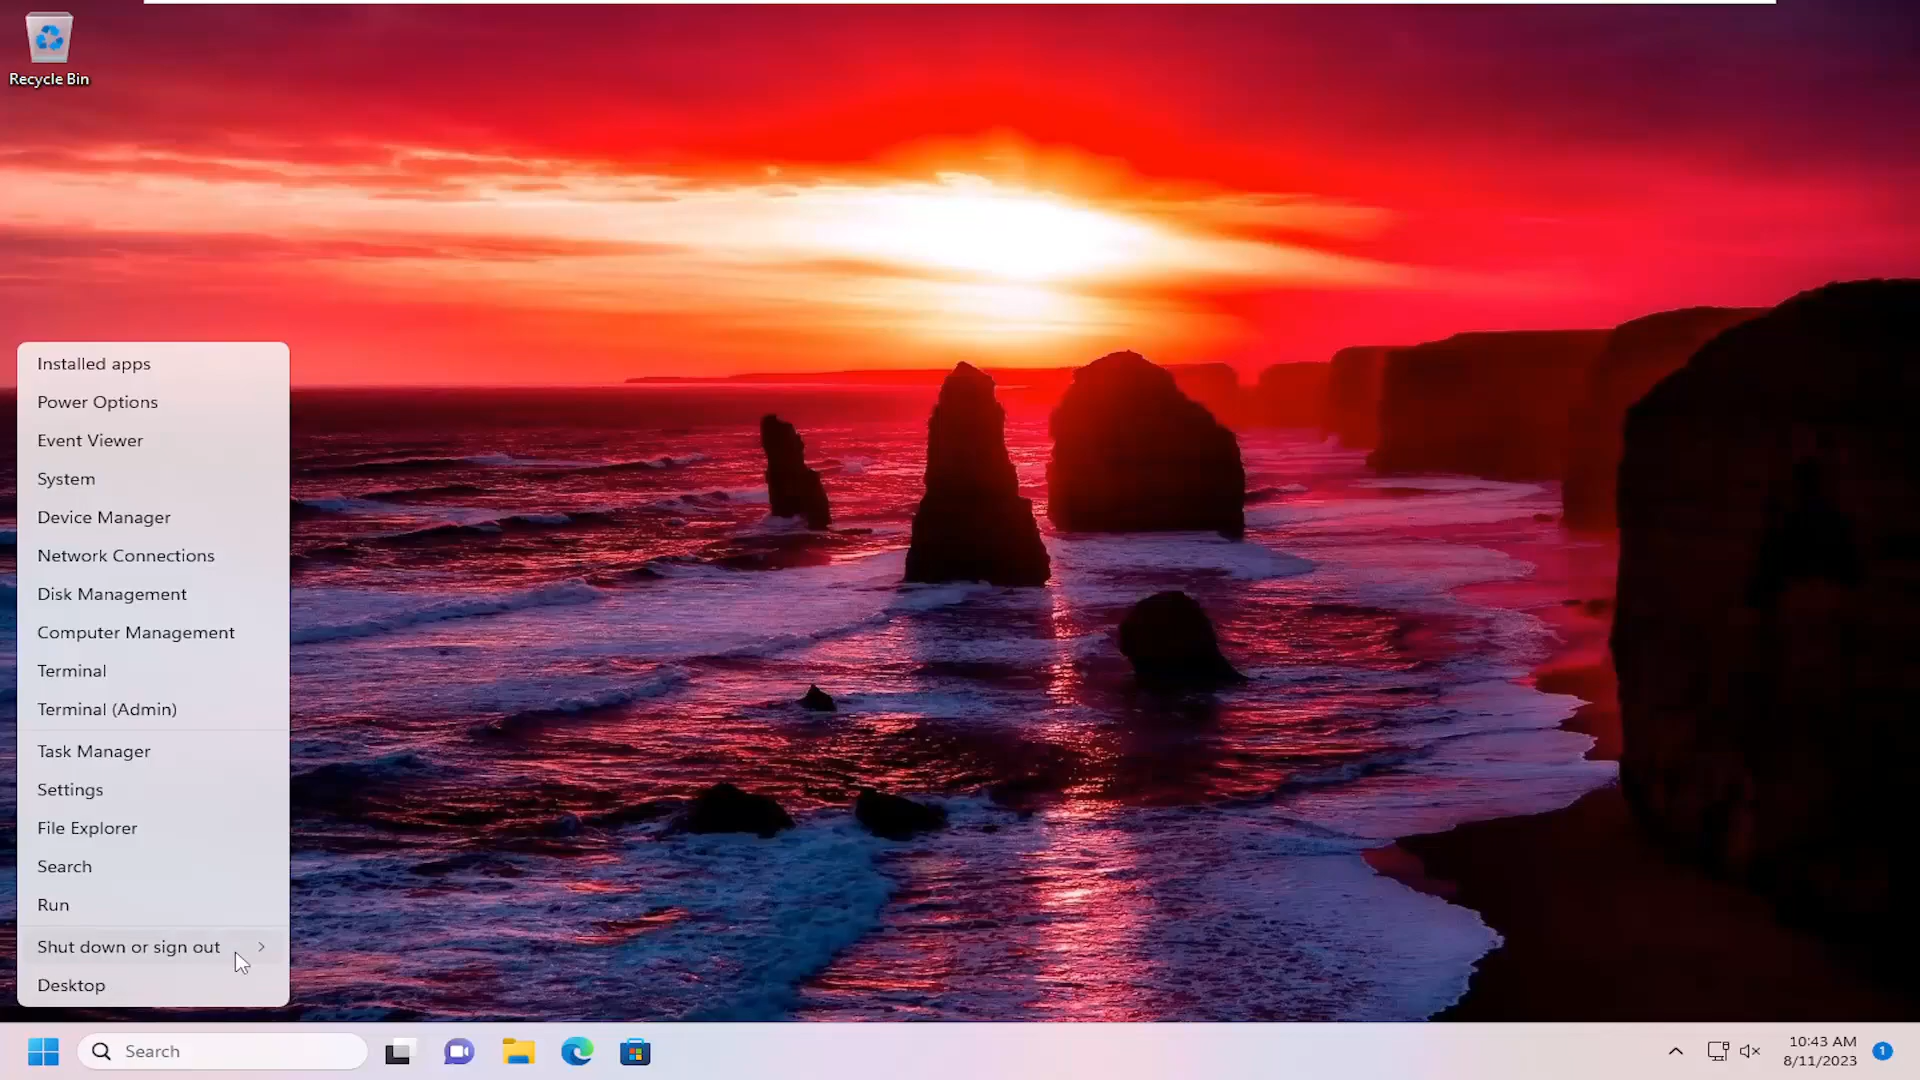 Recycle Bin
Installed apps
Power Options
Event Viewer
System
Device Manager
Network Connections
Disk Management
Computer Management
Terminal
Terminal (Admin)
Task Manager
Settings
File Explorer
Search
Run
Shut down or sign out
Desktop
Search
10:43 AM
8/11/2023
1